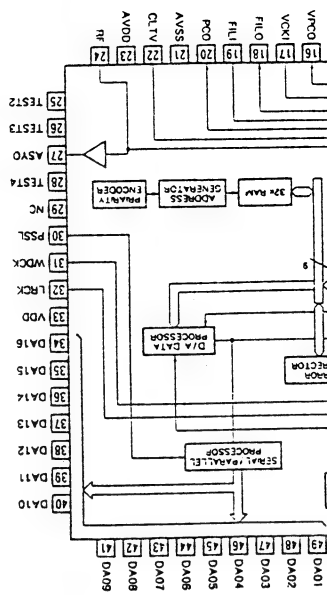 RF
AVDD
CLTV
AVSS
PCO
FILI
FILO
VCKI
VPCO
24
23
22
21
20
19
18
17
16
TEST2 25
TEST3 26
ASYO 27
TEST4 28
NC 29
PSSL 30
WDCK 31
LRCK 32
VDD 33
DA16 34
DA15 35
DA14 36
DA13 37
DA12 38
DA11 39
DA10 40
PRIORITY
ENCODER
ADDRESS
GENERATOR
32K RAM
9
D/A DATA
PROCESSOR
RROR
RRECTOR
SERIAL/PARALLEL
PROCESSOR
41
42
43
44
45
46
47
48
49
DA09
DA08
DA07
DA06
DA05
DA04
DA03
DA02
DA01